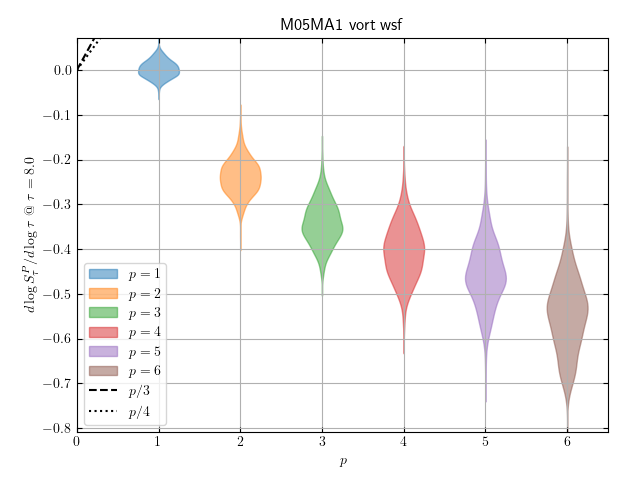 M05MA1 vort wsf
d log S_τ^p / d log τ @ τ = 8.0
0.0
−0.1
−0.2
−0.3
−0.4
−0.5
−0.6
−0.7
−0.8
p = 1
p = 2
p = 3
p = 4
p = 5
p = 6
p/3
p/4
0 1 2 3 4 5 6
p